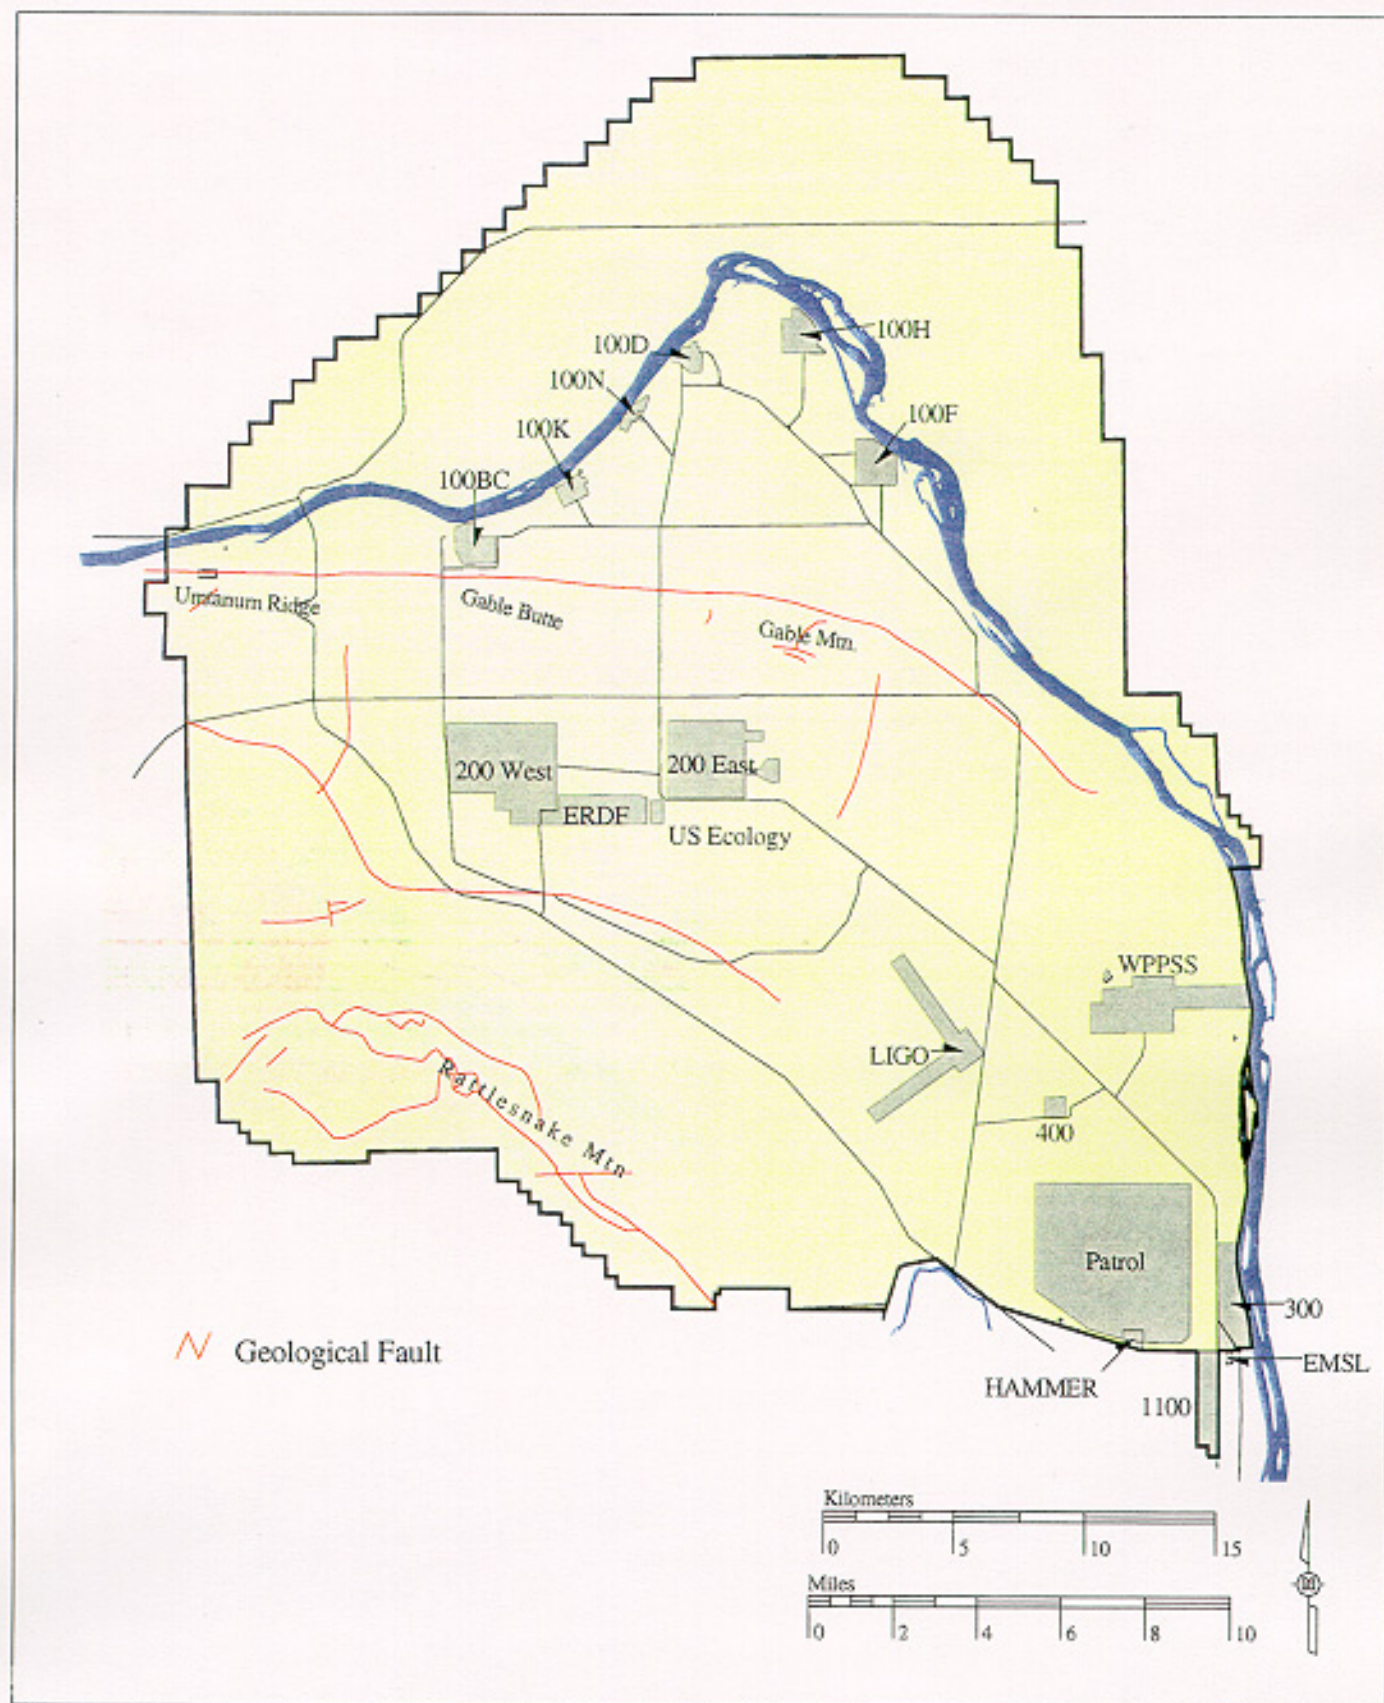 100H
100D
100N
100F
100K
100BC
Umtanum Ridge
Gable Butte
Gable Mtn.
200 West
200 East
ERDF
US Ecology
WPPSS
LIGO
400
Rattlesnake Mtn
Patrol
300
Geological Fault
EMSL
HAMMER
1100
Kilometers
0 5 10 15
Miles
0 2 4 6 8 10